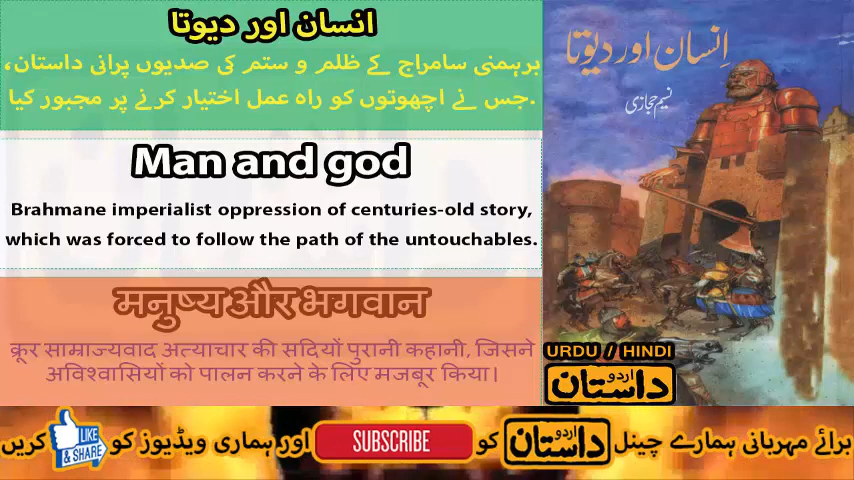 انسان اور دیوتا
برہمنی سامراج کے ظلم و ستم کی صدیوں پرانی داستان،
جس نے اچھوتوں کو راہ عمل اختیار کرنے پر مجبور کیا.
Man and god
Brahmane imperialist oppression of centuries-old story,
which was forced to follow the path of the untouchables.
मनुष्य और भगवान
क्रूर साम्राज्यवाद अत्याचार की सदियों पुरानी कहानी, जिसने
अविश्वासियों को पालन करने के लिए मजबूर किया।
اِنسان اور دیوتا
نسیم حجازی
URDU / HINDI
اردو داستان
برائے مہربانی ہمارے چینل اردو داستان کو SUBSCRIBE اور ہماری ویڈیوز کو LIKE & SHARE کریں